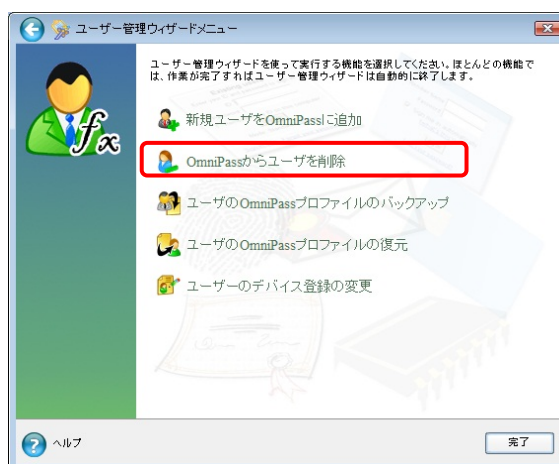 ユーザー管理ウィザードメニュー
ユーザー管理ウィザードを使って実行する機能を選択してください。ほとんどの機能で
は、作業が完了すればユーザー管理ウィザードは自動的に終了します。
fx
新規ユーザをOmniPassに追加
OmniPassからユーザを削除
ユーザのOmniPassプロファイルのバックアップ
ユーザのOmniPassプロファイルの復元
ユーザーのデバイス登録の変更
ヘルプ
完了